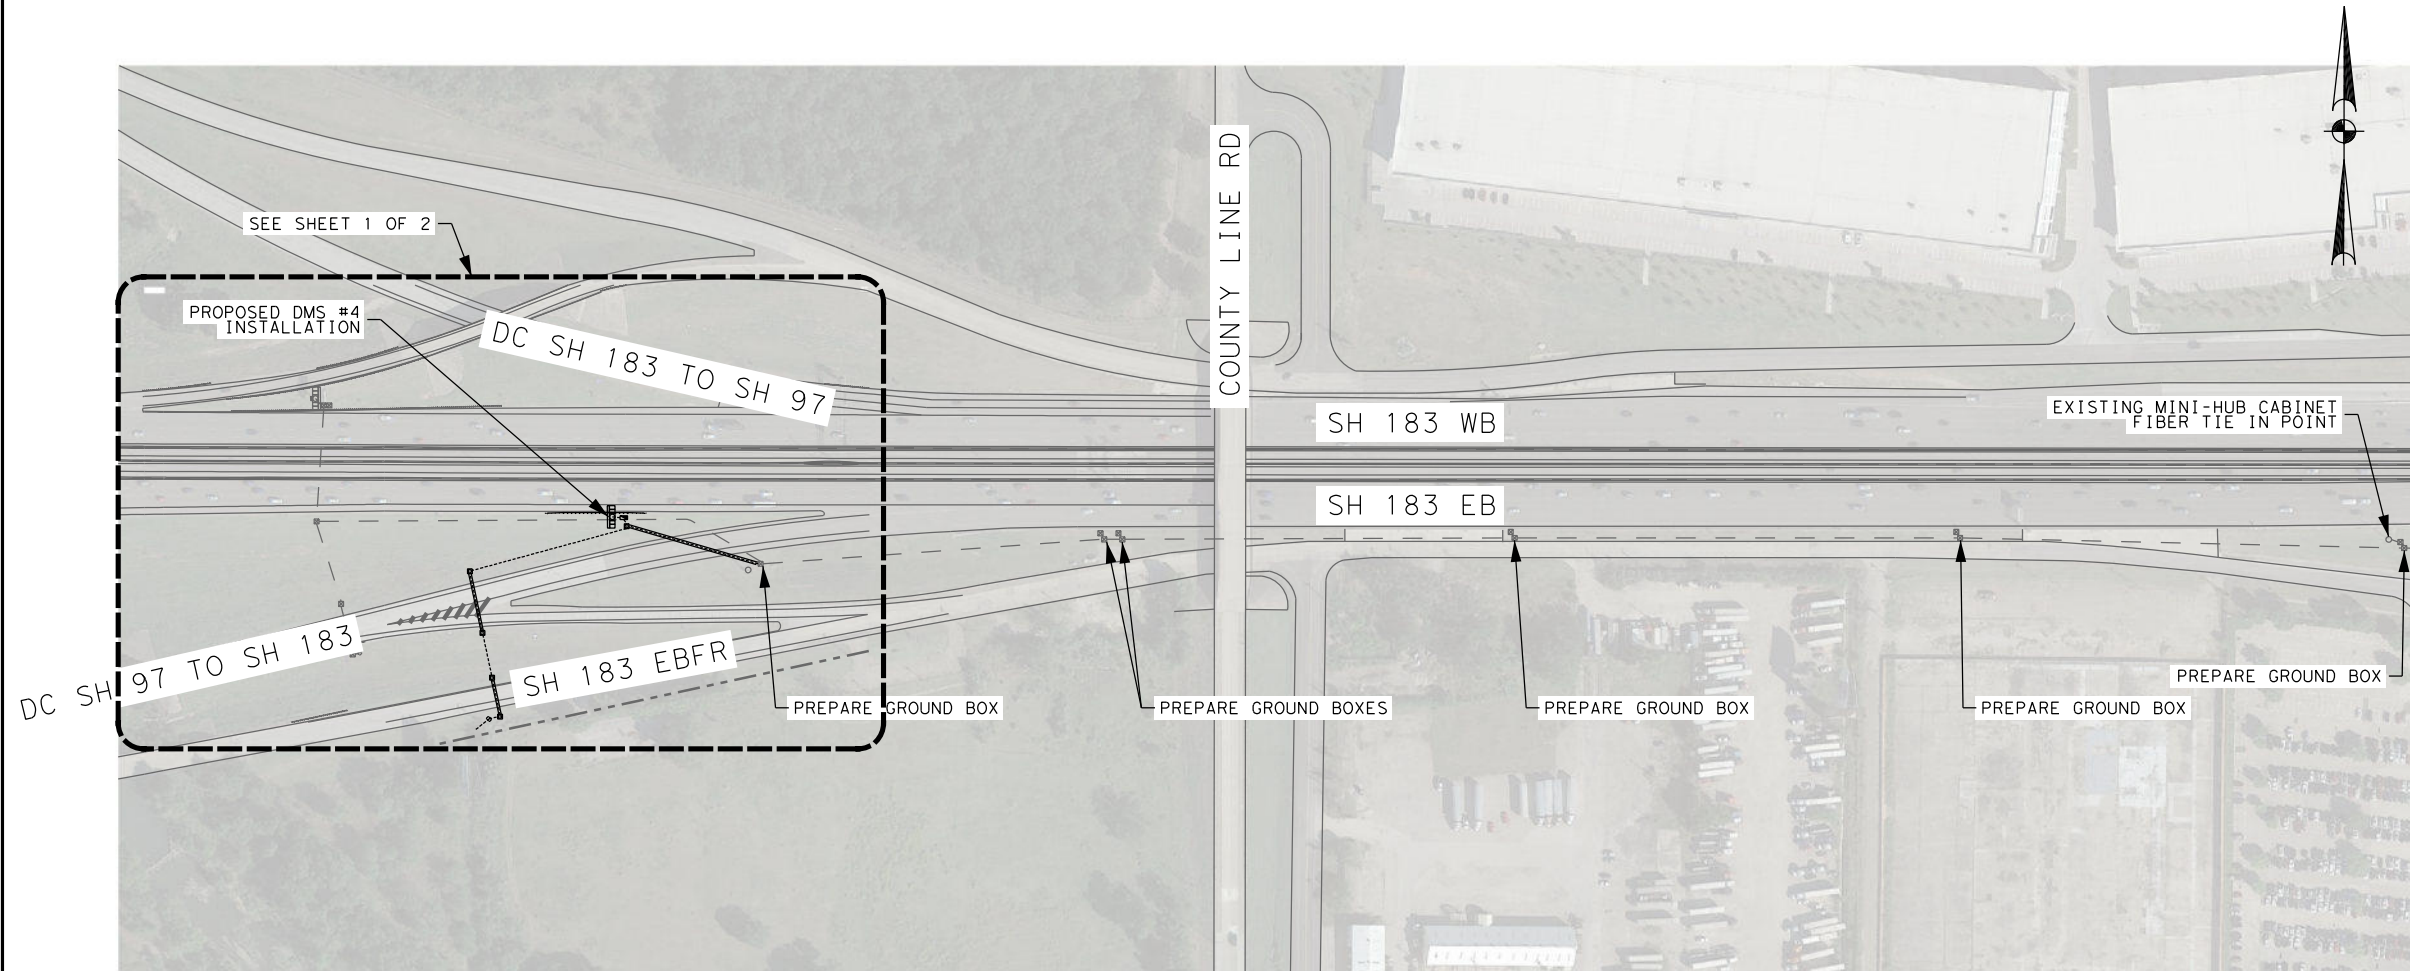 SEE SHEET 1 OF 2
PROPOSED DMS #4
INSTALLATION
DC SH 183 TO SH 97
COUNTY LINE RD
SH 183 WB
EXISTING MINI-HUB CABINET
FIBER TIE IN POINT
SH 183 EB
DC SH 97 TO SH 183
SH 183 EBFR
PREPARE GROUND BOX
PREPARE GROUND BOXES
PREPARE GROUND BOX
PREPARE GROUND BOX
PREPARE GROUND BOX